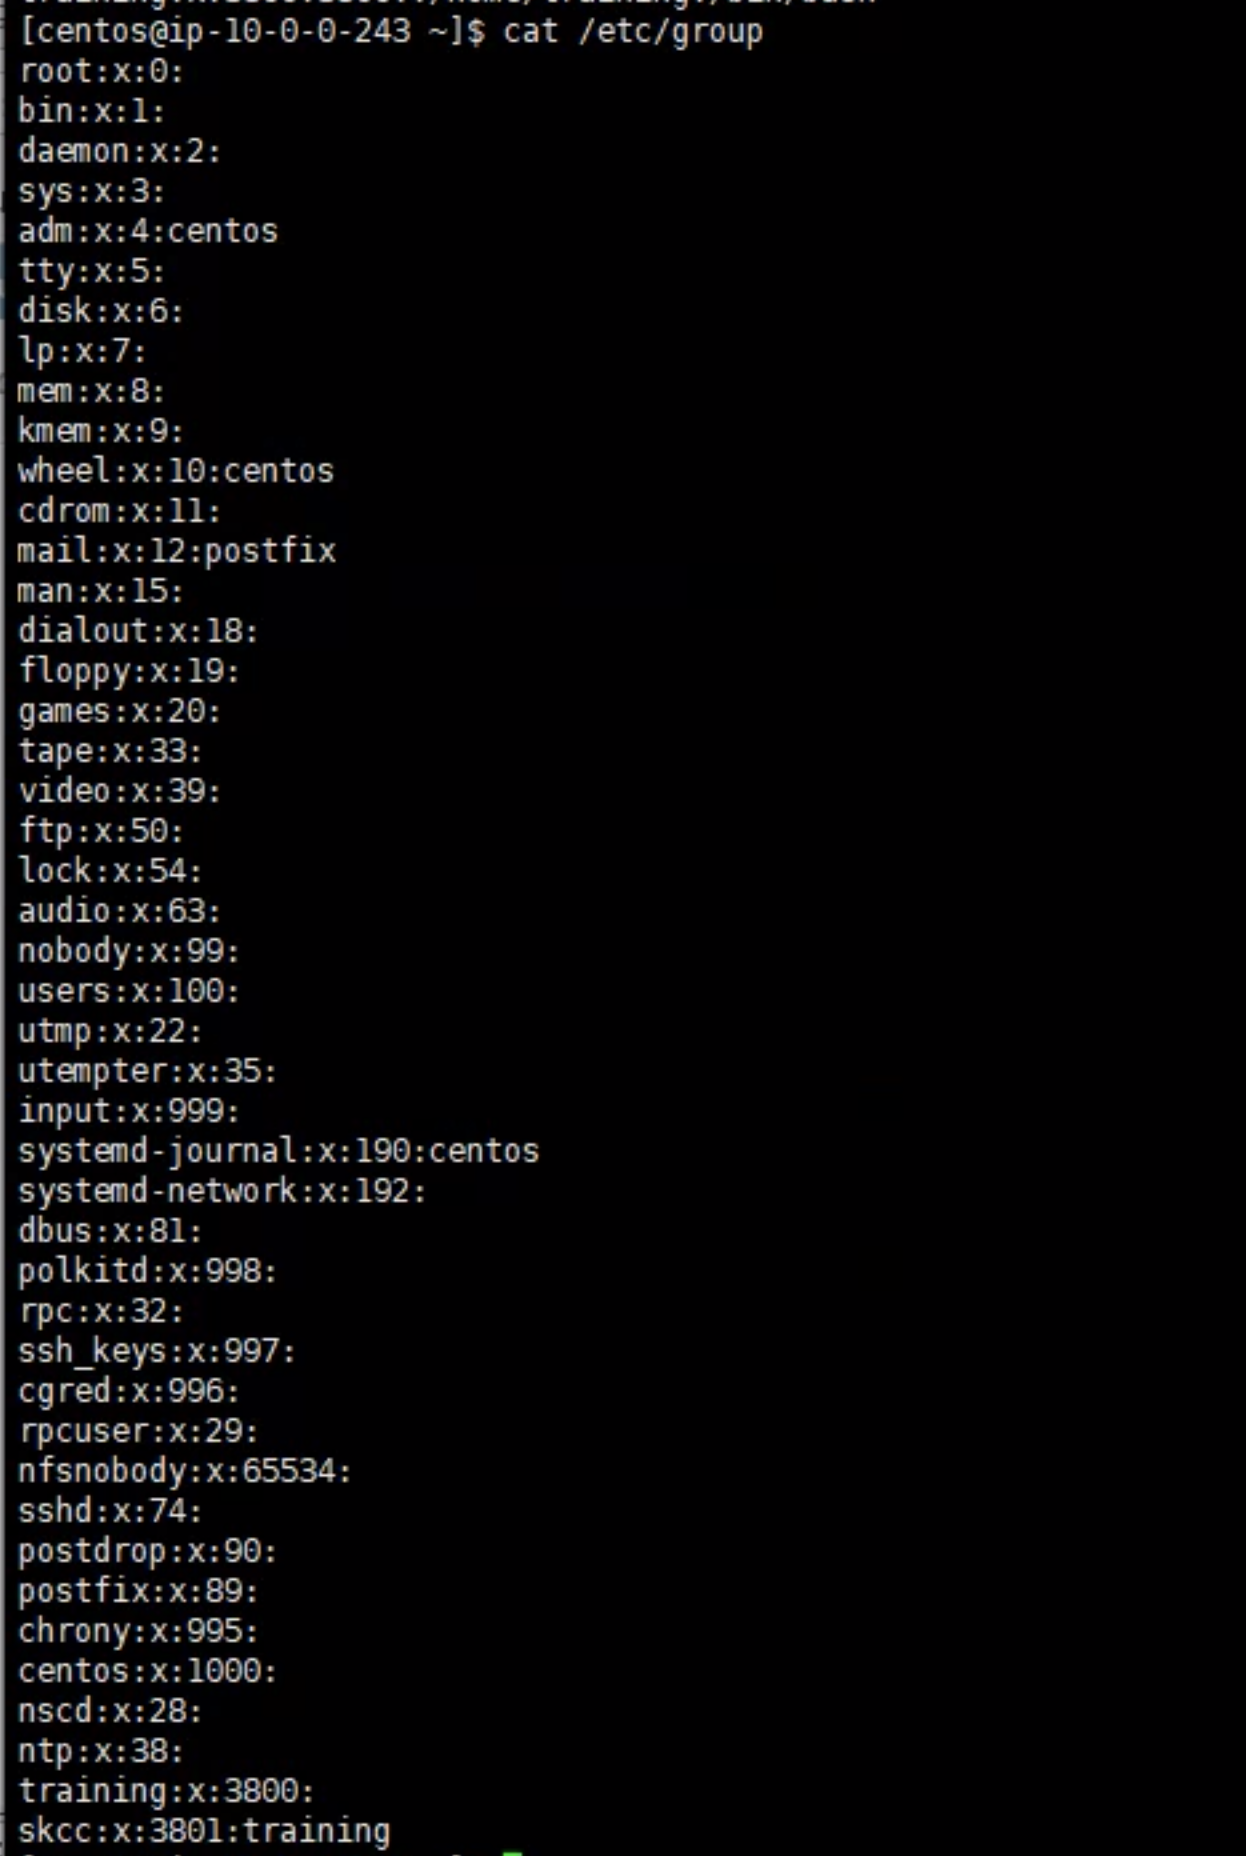 [centos@ip-10-0-0-243 ~]$ cat /etc/group
root:x:0:
bin:x:1:
daemon:x:2:
sys:x:3:
adm:x:4:centos
tty:x:5:
disk:x:6:
lp:x:7:
mem:x:8:
kmem:x:9:
wheel:x:10:centos
cdrom:x:11:
mail:x:12:postfix
man:x:15:
dialout:x:18:
floppy:x:19:
games:x:20:
tape:x:33:
video:x:39:
ftp:x:50:
lock:x:54:
audio:x:63:
nobody:x:99:
users:x:100:
utmp:x:22:
utempter:x:35:
input:x:999:
systemd-journal:x:190:centos
systemd-network:x:192:
dbus:x:81:
polkitd:x:998:
rpc:x:32:
ssh_keys:x:997:
cgred:x:996:
rpcuser:x:29:
nfsnobody:x:65534:
sshd:x:74:
postdrop:x:90:
postfix:x:89:
chrony:x:995:
centos:x:1000:
nscd:x:28:
ntp:x:38:
training:x:3800:
skcc:x:3801:training